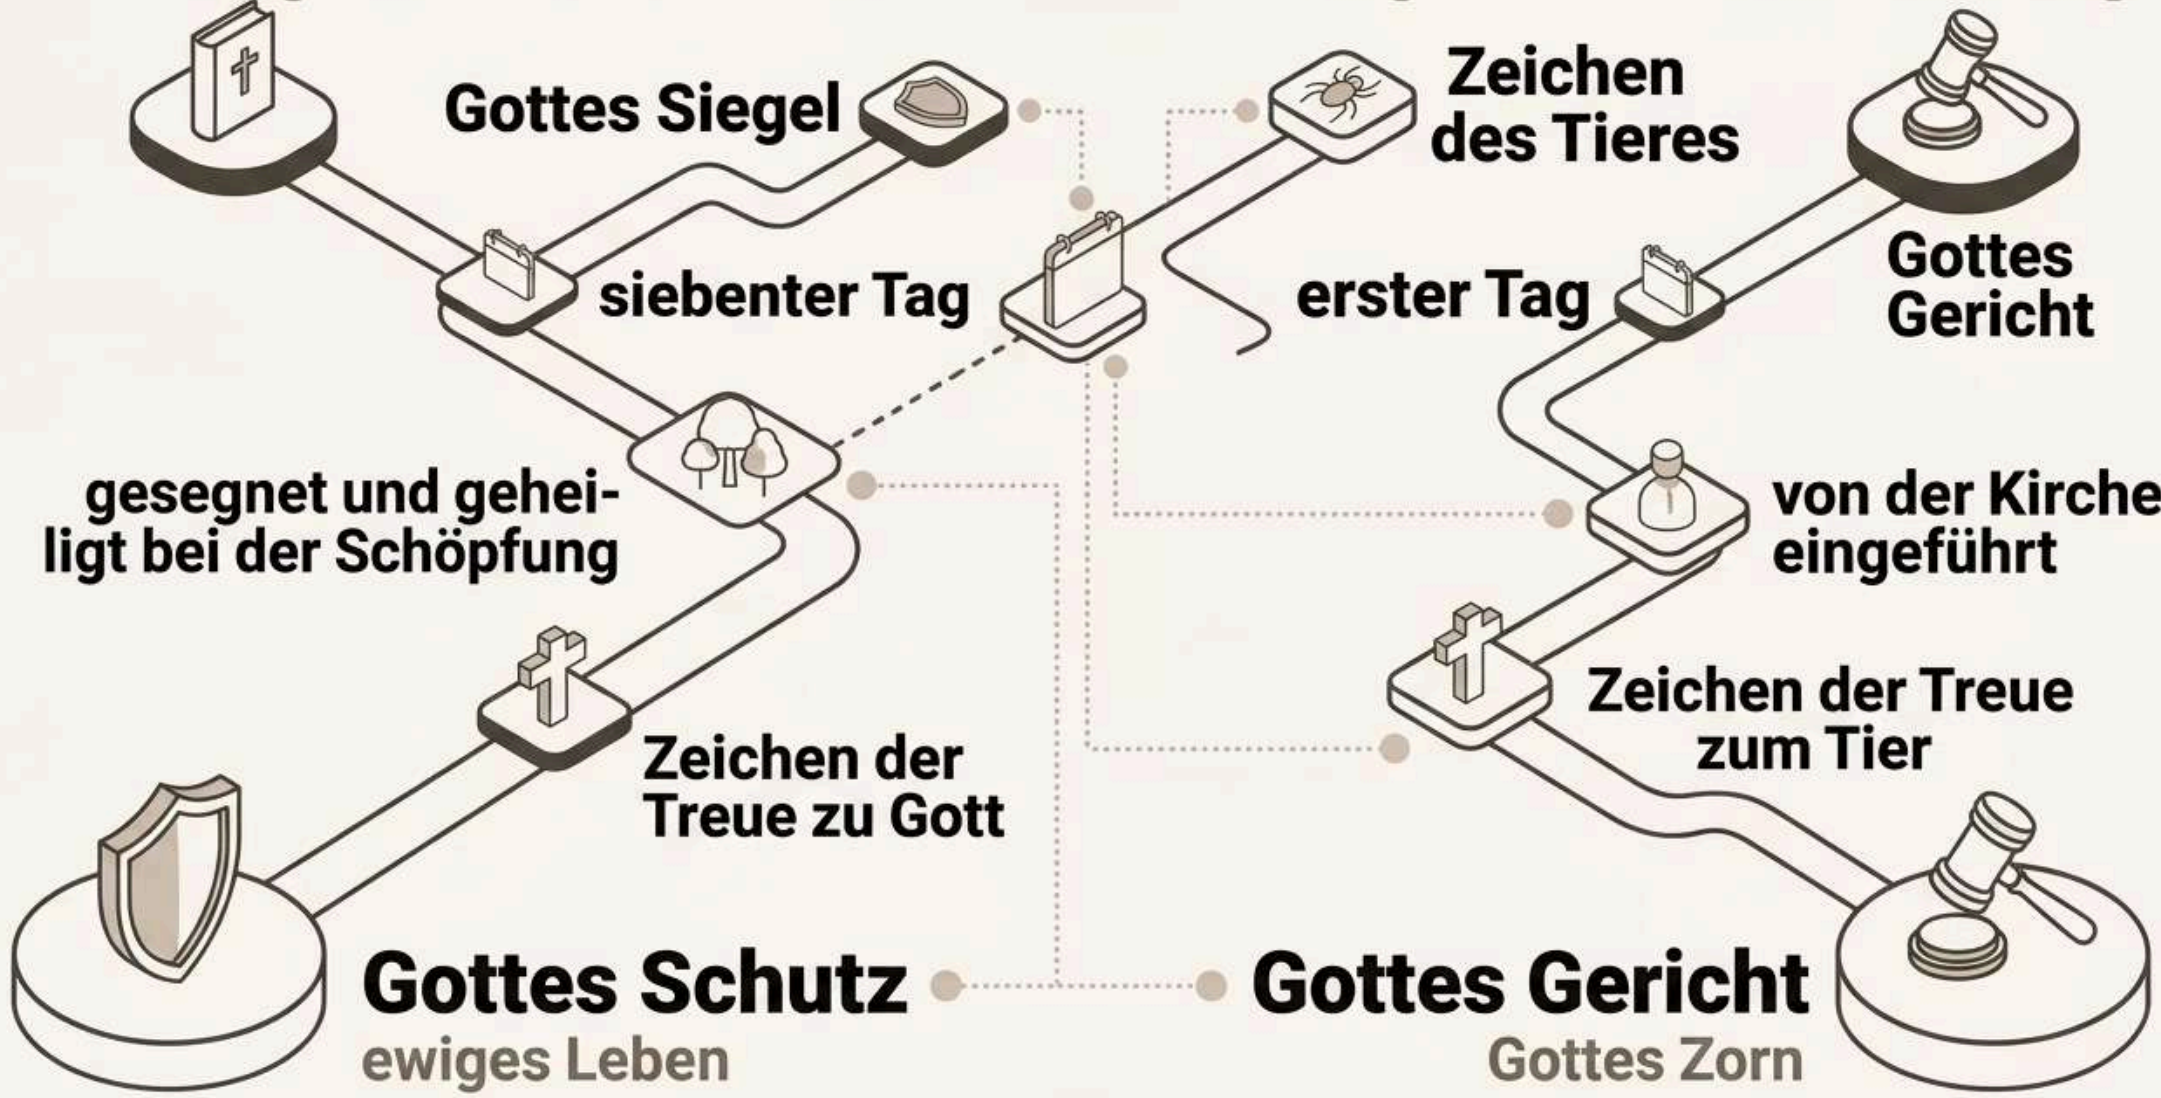 Gottes Siegel
Zeichen
des Tieres
siebenter Tag
erster Tag
Gottes
Gericht
gesegnet und gehei-
ligt bei der Schöpfung
von der Kirche
eingeführt
Zeichen der
Treue zu Gott
Zeichen der Treue
zum Tier
Gottes Schutz
ewiges Leben
Gottes Gericht
Gottes Zorn